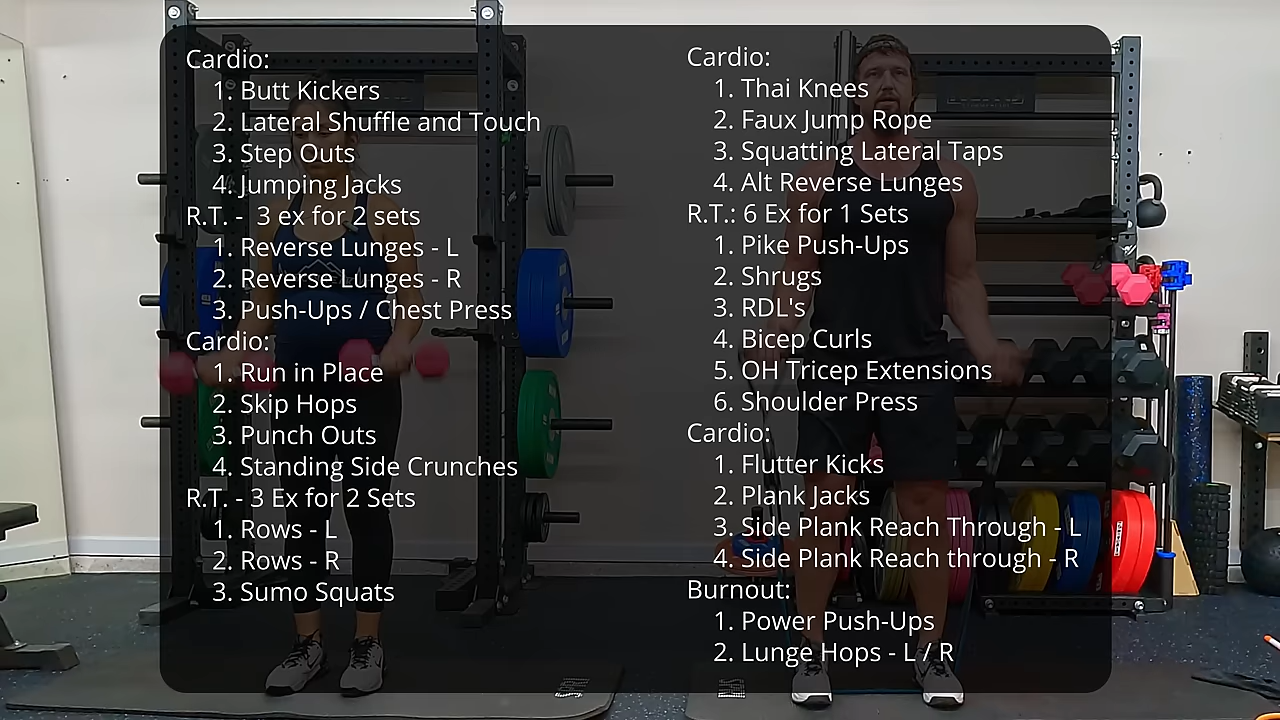 Cardio:
1. Butt Kickers
2. Lateral Shuffle and Touch
3. Step Outs
4. Jumping Jacks
R.T. - 3 ex for 2 sets
1. Reverse Lunges - L
2. Reverse Lunges - R
3. Push-Ups / Chest Press
Cardio:
1. Run in Place
2. Skip Hops
3. Punch Outs
4. Standing Side Crunches
R.T. - 3 Ex for 2 Sets
1. Rows - L
2. Rows - R
3. Sumo Squats
Cardio:
1. Thai Knees
2. Faux Jump Rope
3. Squatting Lateral Taps
4. Alt Reverse Lunges
R.T.: 6 Ex for 1 Sets
1. Pike Push-Ups
2. Shrugs
3. RDL's
4. Bicep Curls
5. OH Tricep Extensions
6. Shoulder Press
Cardio:
1. Flutter Kicks
2. Plank Jacks
3. Side Plank Reach Through - L
4. Side Plank Reach through - R
Burnout:
1. Power Push-Ups
2. Lunge Hops - L / R